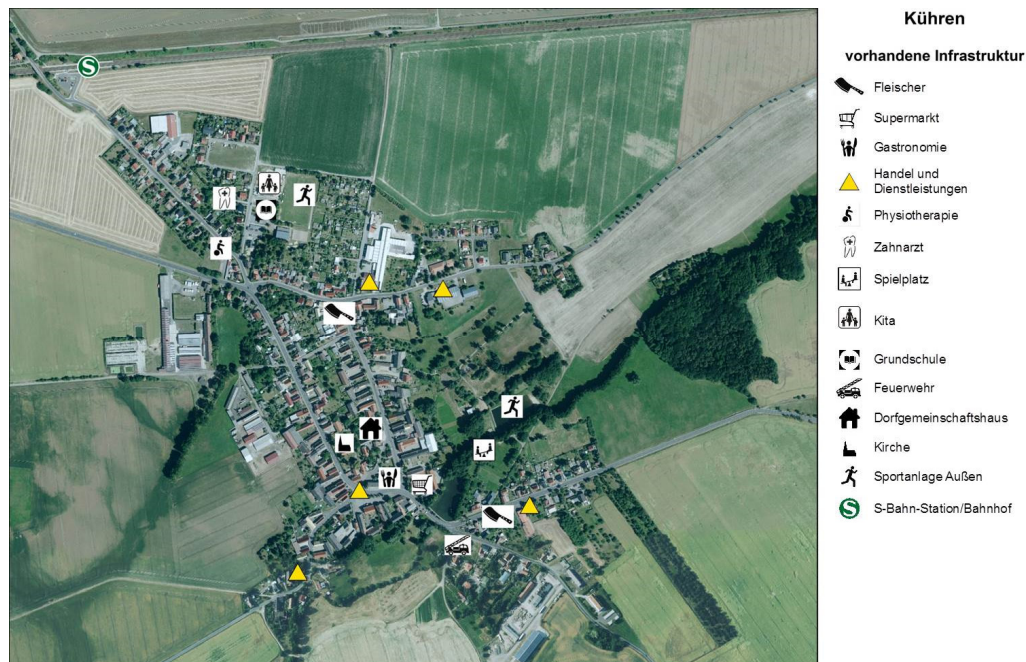 Kühren
vorhandene Infrastruktur
Fleischer
Supermarkt
Gastronomie
Handel und
Dienstleistungen
Physiotherapie
Zahnarzt
Spielplatz
Kita
Grundschule
Feuerwehr
Dorfgemeinschaftshaus
Kirche
Sportanlage Außen
S-Bahn-Station/Bahnhof